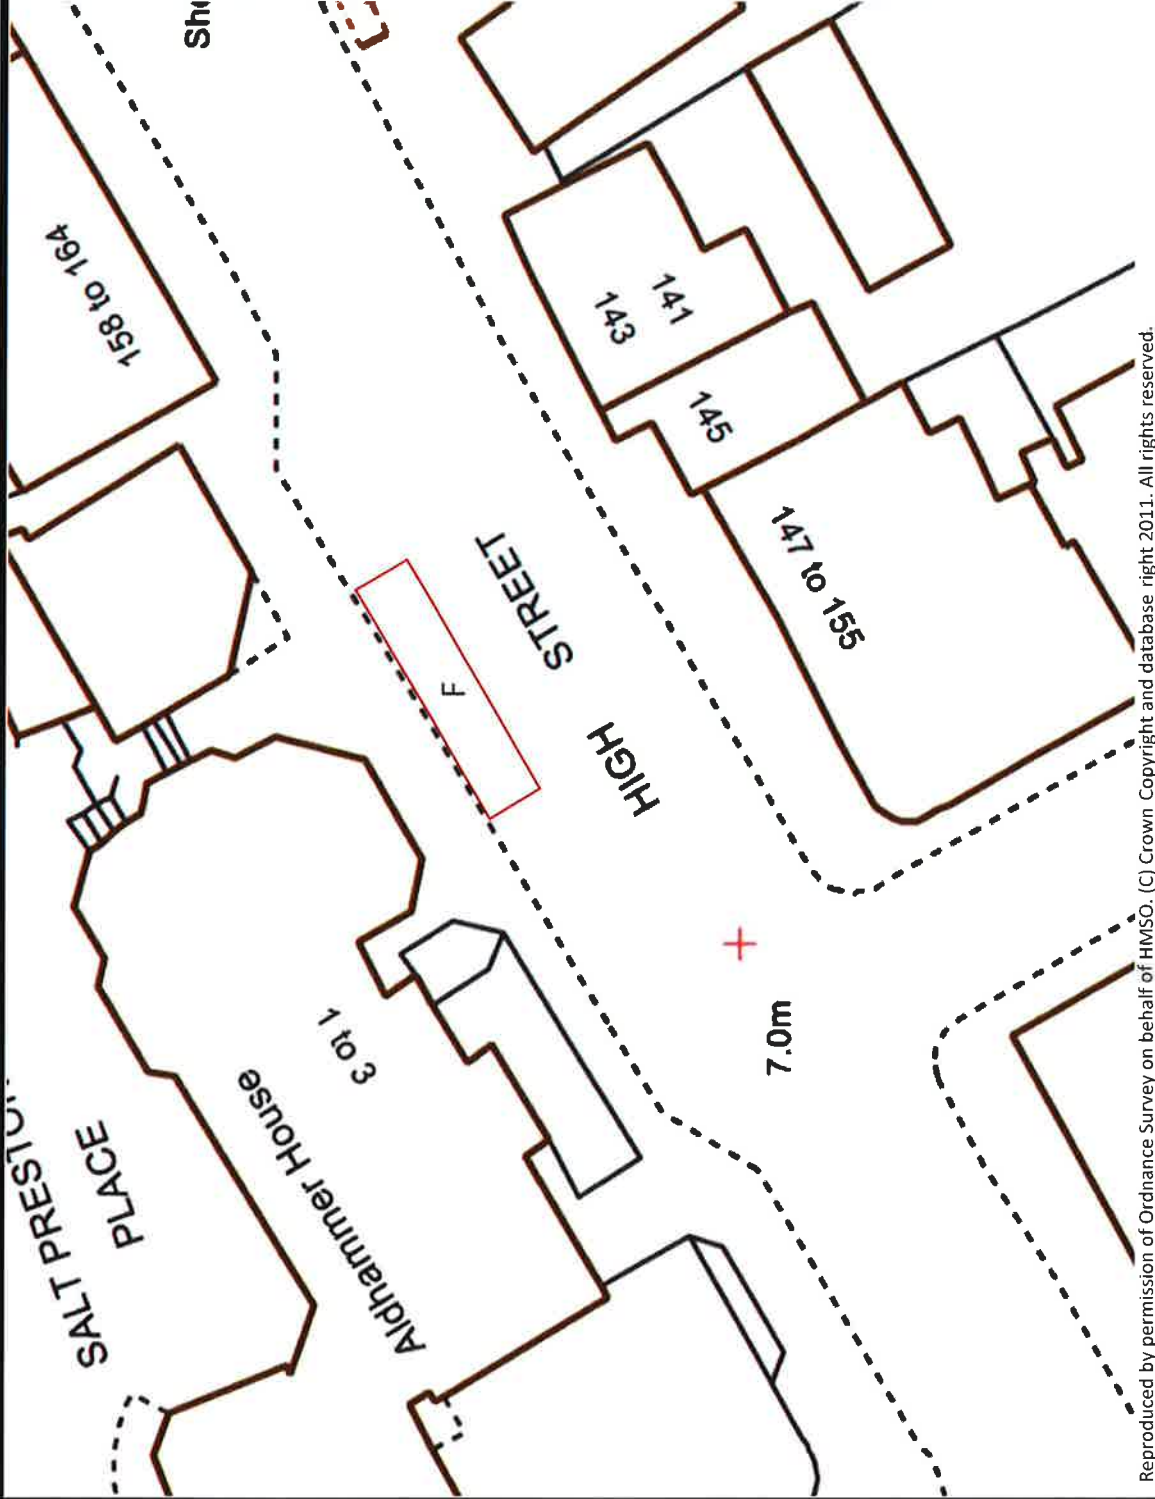 158 to 164
143
141
145
147 to 155
F
HIGH STREET
7.0m
1 to 3
Aldhammer House
PLACE
SALT
Reproduced by permission of Ordnance Survey on behalf of HMSO. (C) Crown Copyright and database right 2011. All rights reserved.